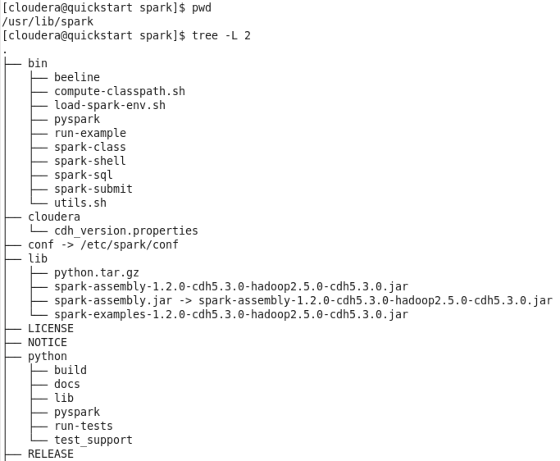 [cloudera@quickstart spark]$ pwd
/usr/lib/spark
[cloudera@quickstart spark]$ tree -L 2
.
├── bin
│   ├── beeline
│   ├── compute-classpath.sh
│   ├── load-spark-env.sh
│   ├── pyspark
│   ├── run-example
│   ├── spark-class
│   ├── spark-shell
│   ├── spark-sql
│   ├── spark-submit
│   └── utils.sh
├── cloudera
│   └── cdh_version.properties
├── conf -> /etc/spark/conf
├── lib
│   ├── python.tar.gz
│   ├── spark-assembly-1.2.0-cdh5.3.0-hadoop2.5.0-cdh5.3.0.jar
│   ├── spark-assembly.jar -> spark-assembly-1.2.0-cdh5.3.0-hadoop2.5.0-cdh5.3.0.jar
│   └── spark-examples-1.2.0-cdh5.3.0-hadoop2.5.0-cdh5.3.0.jar
├── LICENSE
├── NOTICE
├── python
│   ├── build
│   ├── docs
│   ├── lib
│   ├── pyspark
│   ├── run-tests
│   └── test_support
├── RELEASE